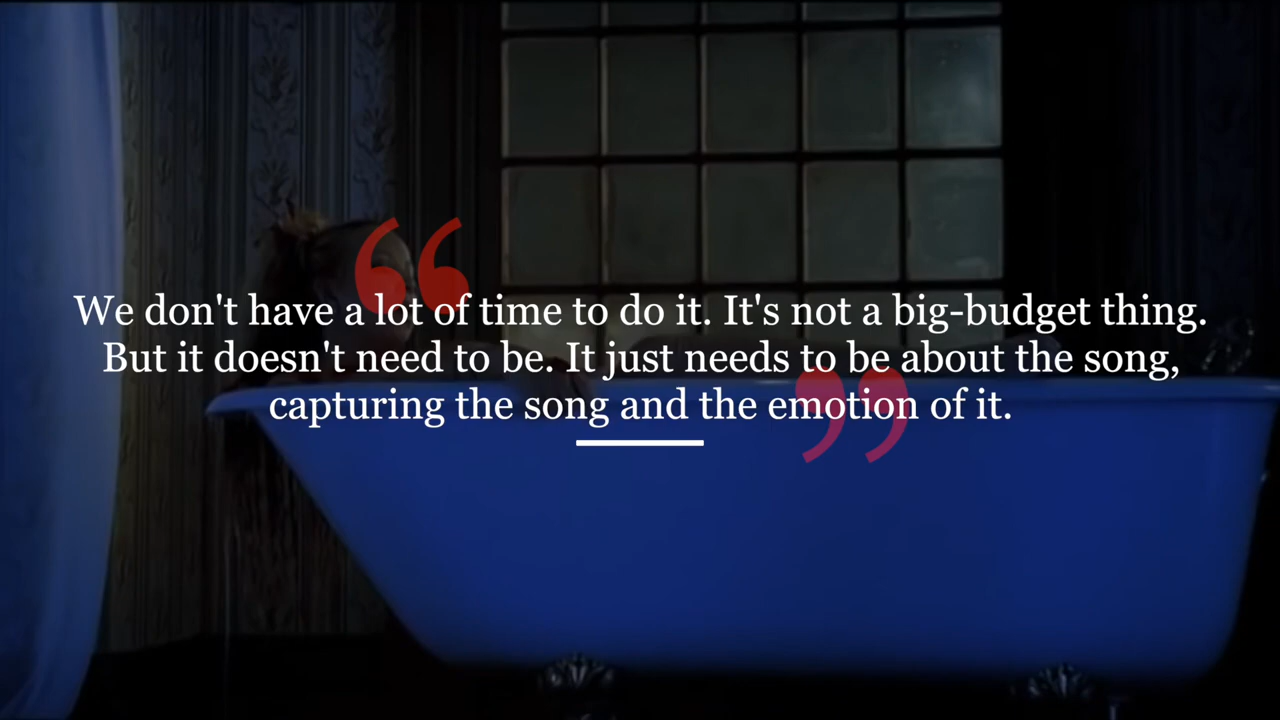 We don't have a lot of time to do it. It's not a big-budget thing.
But it doesn't need to be. It just needs to be about the song,
capturing the song and the emotion of it.